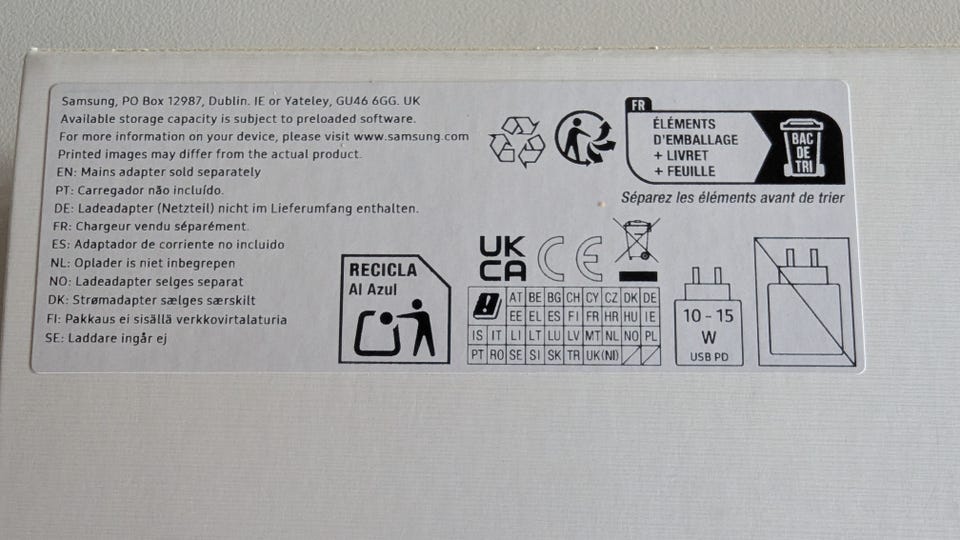 Samsung, PO Box 12987, Dublin. IE or Yateley, GU46 6GG. UK
Available storage capacity is subject to preloaded software.
For more information on your device, please visit www.samsung.com
Printed images may differ from the actual product.
EN: Mains adapter sold separately
PT: Carregador não incluído.
DE: Ladeadapter (Netzteil) nicht im Lieferumfang enthalten.
FR: Chargeur vendu séparément.
ES: Adaptador de corriente no incluido
NL: Oplader is niet inbegrepen
NO: Ladeadapter selges separat
DK: Strømadapter sælges særskilt
FI: Pakkaus ei sisällä verkkovirtalaturia
SE: Laddare ingår ej
RECICLA
Al Azul
FR
ÉLÉMENTS
D'EMBALLAGE
+ LIVRET
+ FEUILLE
BAC
DE
TRI
Séparez les éléments avant de trier
UK
CA
CE
AT BE BG CH CY CZ DK DE
EE EL ES FI FR HR HU IE
IS IT LI LT LU LV MT NL NO PL
PT RO SE SI SK TR UK(NI)
10 - 15
W
USB PD